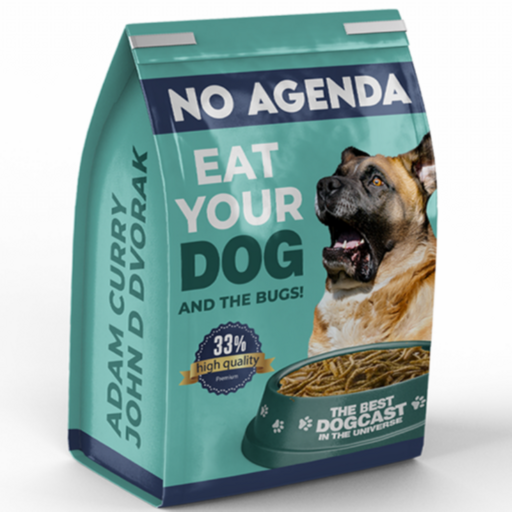 NO AGENDA
EAT
YOUR
DOG
AND THE BUGS!
33%
high quality
Premium
THE BEST
DOGCAST
IN THE UNIVERSE
ADAM CURRY
JOHN D DVORAK